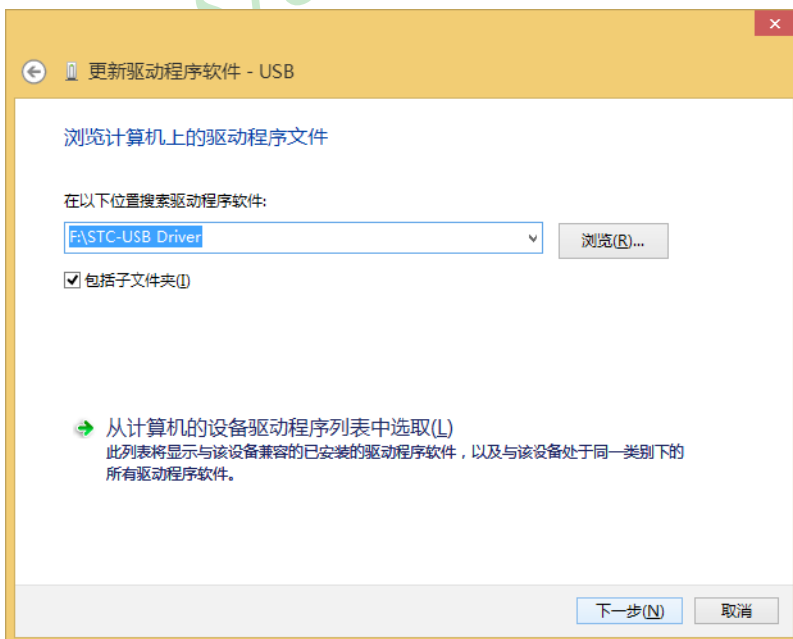 更新驱动程序软件 - USB
浏览计算机上的驱动程序文件
在以下位置搜索驱动程序软件:
F:\STC-USB Driver
浏览(R)...
包括子文件夹(I)
从计算机的设备驱动程序列表中选取(L)
此列表将显示与该设备兼容的已安装的驱动程序软件，以及与该设备处于同一类别下的
所有驱动程序软件。
下一步(N)
取消